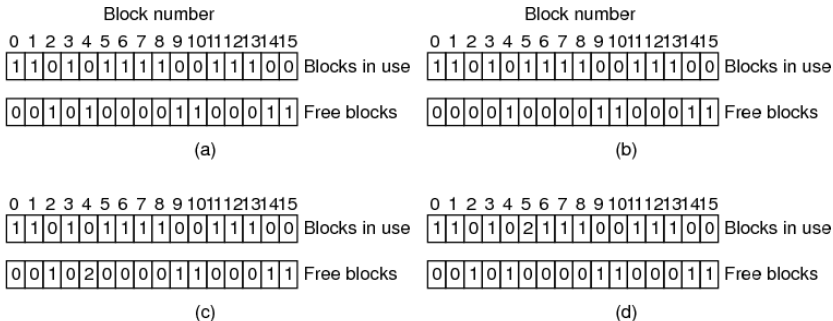 Block number
0 1 2 3 4 5 6 7 8 9 10 11 12 13 14 15
1 1 0 1 0 1 1 1 1 0 0 1 1 1 0 0 Blocks in use
0 0 1 0 1 0 0 0 0 1 1 0 0 0 1 1 Free blocks
(a)
Block number
0 1 2 3 4 5 6 7 8 9 10 11 12 13 14 15
1 1 0 1 0 1 1 1 1 0 0 1 1 1 0 0 Blocks in use
0 0 0 0 1 0 0 0 0 1 1 0 0 0 1 1 Free blocks
(b)
0 1 2 3 4 5 6 7 8 9 10 11 12 13 14 15
1 1 0 1 0 1 1 1 1 0 0 1 1 1 0 0 Blocks in use
0 0 1 0 2 0 0 0 0 1 1 0 0 0 1 1 Free blocks
(c)
0 1 2 3 4 5 6 7 8 9 10 11 12 13 14 15
1 1 0 1 0 2 1 1 1 0 0 1 1 1 0 0 Blocks in use
0 0 1 0 1 0 0 0 0 1 1 0 0 0 1 1 Free blocks
(d)